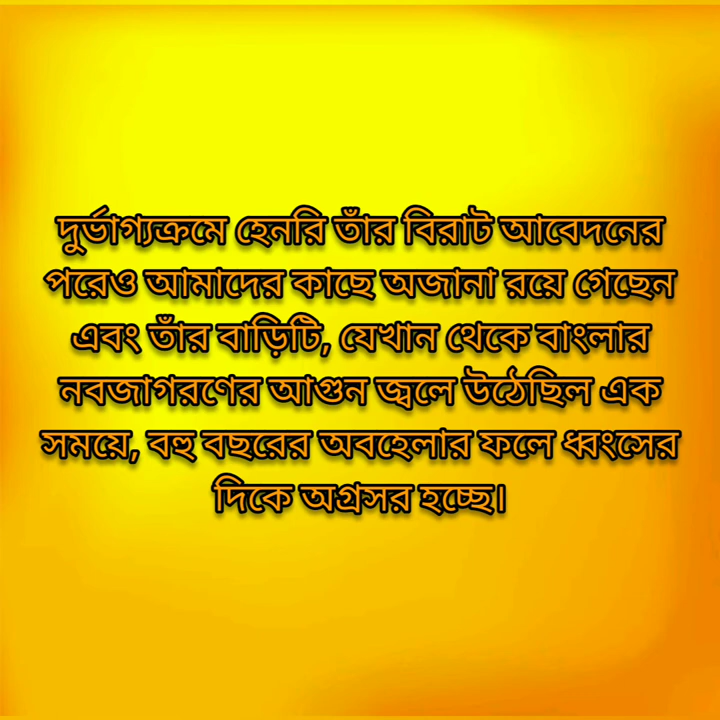 দুর্ভাগ্যক্রমে হেনরি তাঁর বিরাট আবেদনের
পরেও আমাদের কাছে অজানা রয়ে গেছেন
এবং তাঁর বাড়িটি, যেখান থেকে বাংলার
নবজাগরণের আগুন জ্বলে উঠেছিল এক
সময়ে, বহু বছরের অবহেলার ফলে ধ্বংসের
দিকে অগ্রসর হচ্ছে।